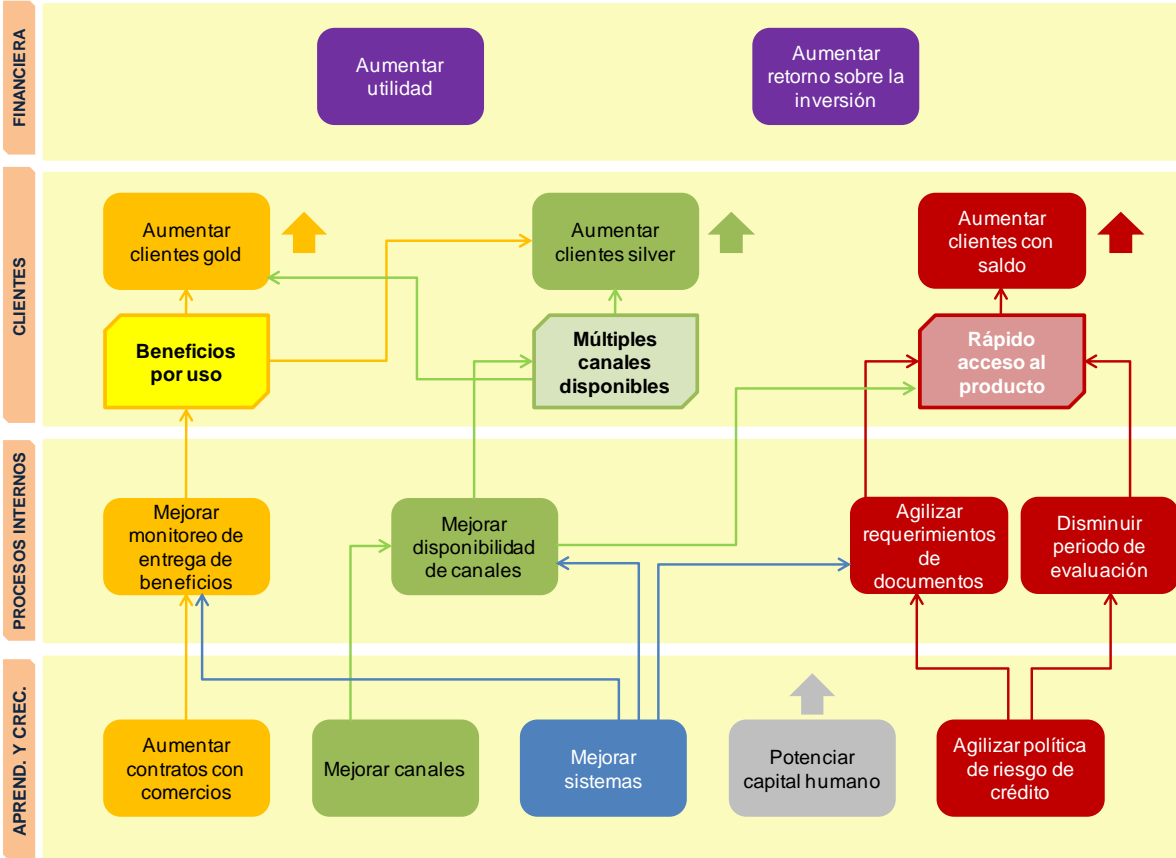 FINANCIERA
Aumentar
utilidad
Aumentar
retorno sobre la
inversión
CLIENTES
Aumentar
clientes gold
Aumentar
clientes silver
Aumentar
clientes con
saldo
Beneficios
por uso
Múltiples
canales
disponibles
Rápido
acceso al
producto
PROCESOS INTERNOS
Mejorar
monitoreo de
entrega de
beneficios
Mejorar
disponibilidad
de canales
Agilizar
requerimientos
de
documentos
Disminuir
periodo de
evaluación
APREND. Y CREC.
Aumentar
contratos con
comercios
Mejorar canales
Mejorar
sistemas
Potenciar
capital humano
Agilizar política
de riesgo de
crédito